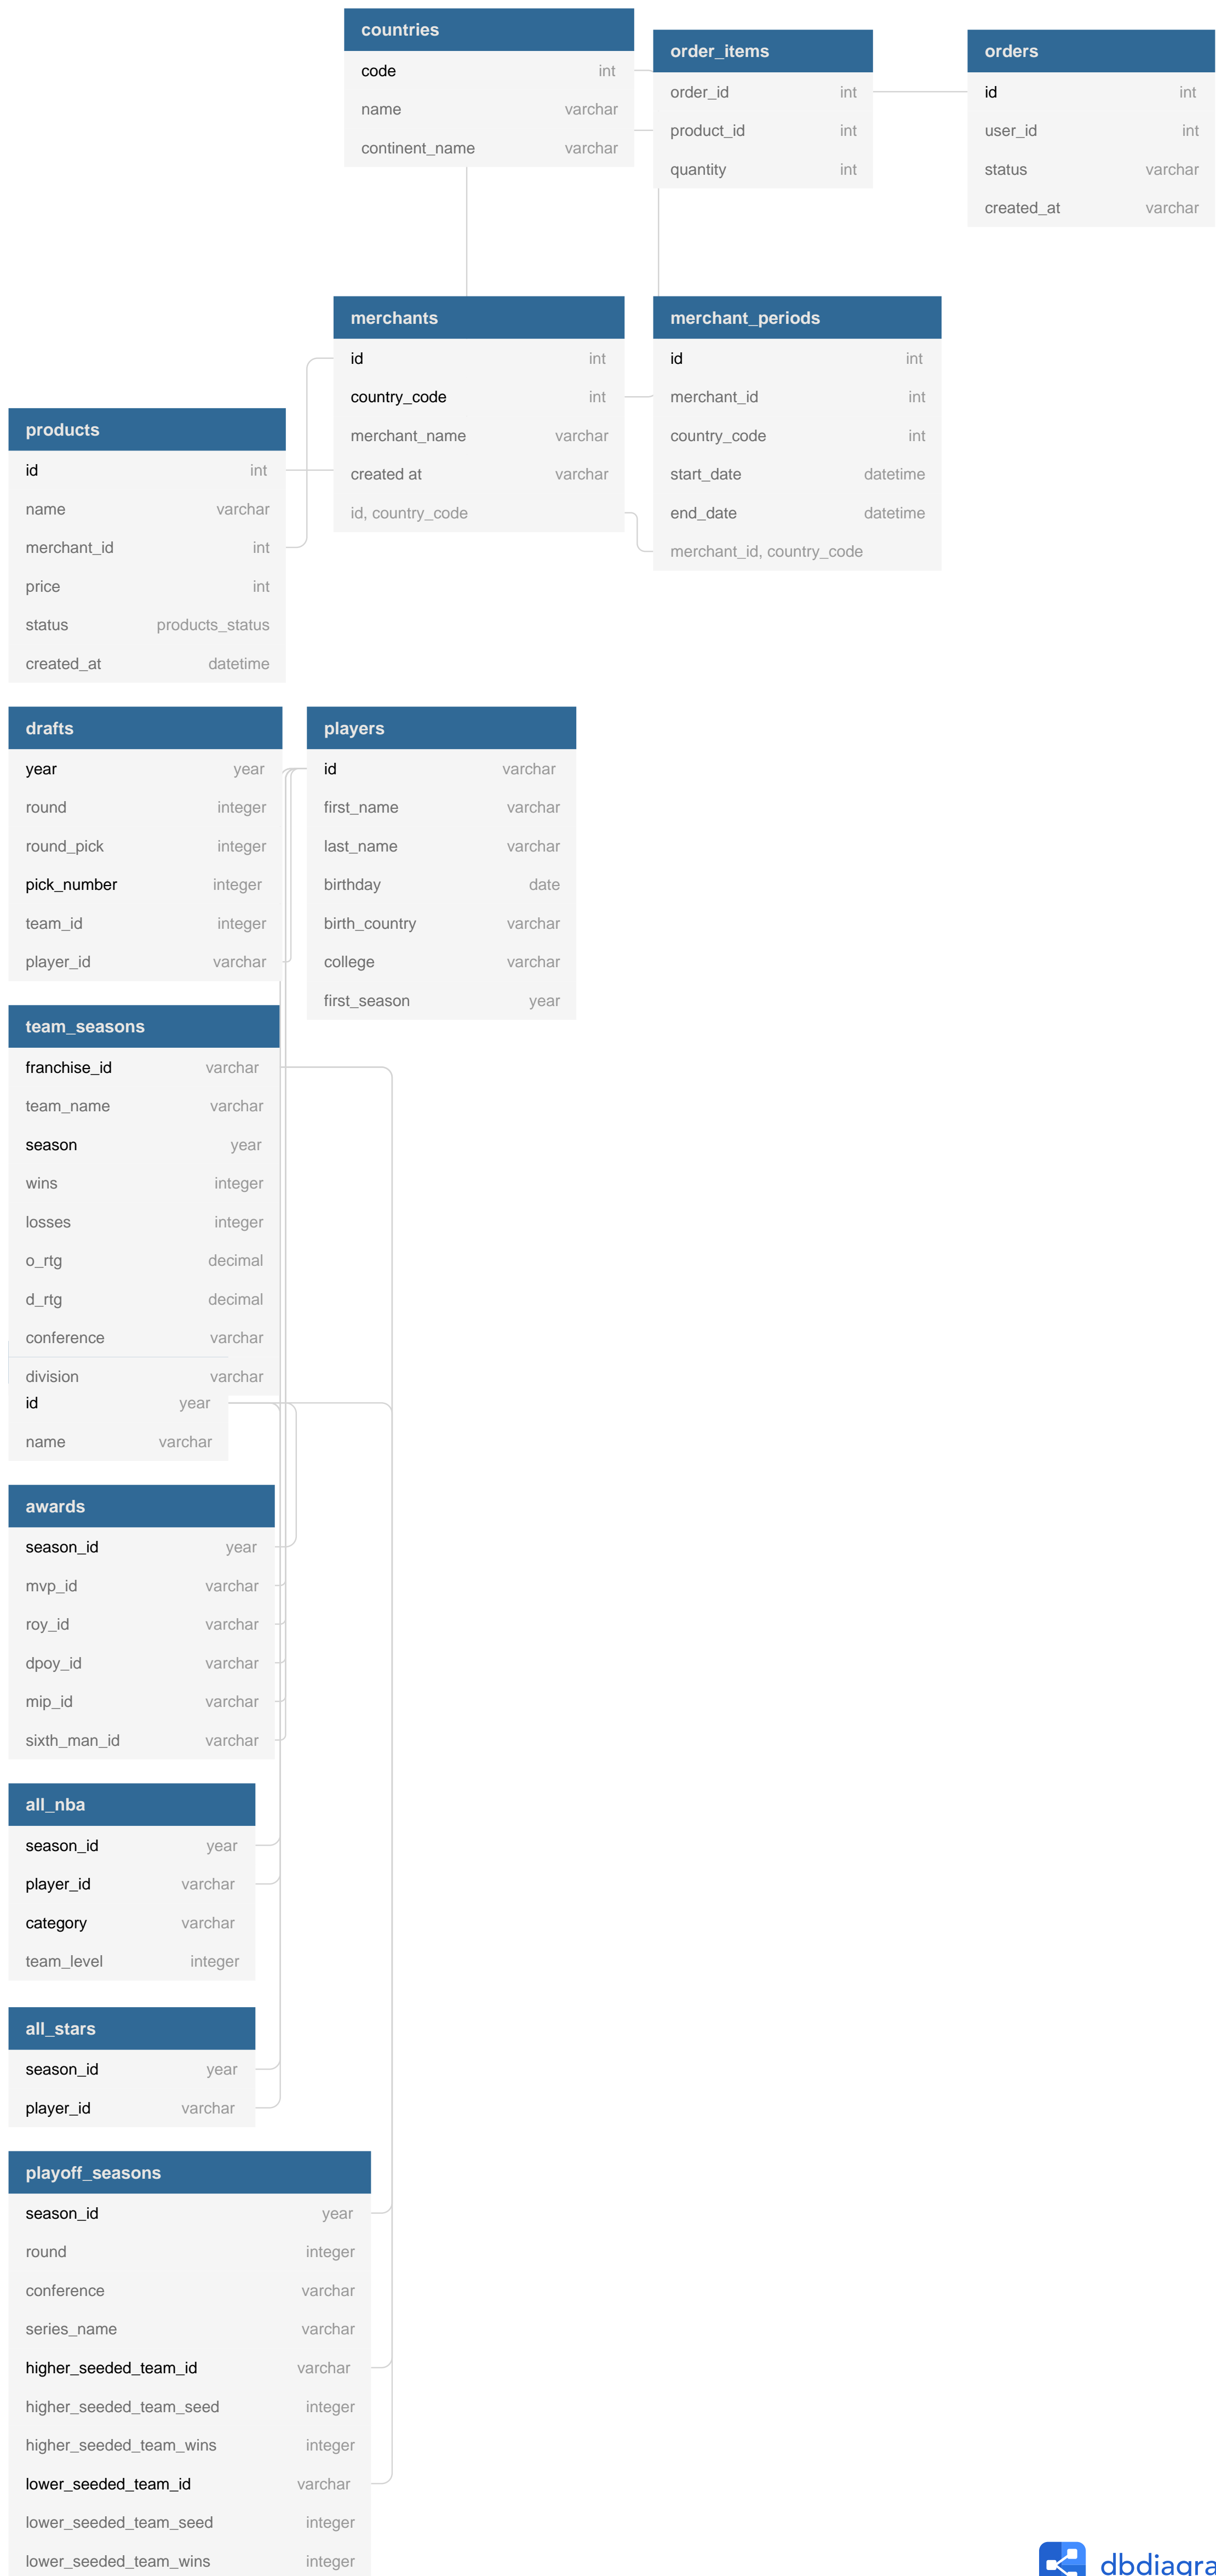 countries
code int
name varchar
continent_name varchar
order_items
order_id int
product_id int
quantity int
orders
id int
user_id int
status varchar
created_at varchar
merchants
id int
country_code int
merchant_name varchar
created at varchar
id, country_code
merchant_periods
id int
merchant_id int
country_code int
start_date datetime
end_date datetime
merchant_id, country_code
products
id int
name varchar
merchant_id int
price int
status products_status
created_at datetime
drafts
year year
round integer
round_pick integer
pick_number integer
team_id integer
player_id varchar
players
id varchar
first_name varchar
last_name varchar
birthday date
birth_country varchar
college varchar
first_season year
team_seasons
franchise_id varchar
team_name varchar
season year
wins integer
losses integer
o_rtg decimal
d_rtg decimal
conference varchar
division varchar
id year
name varchar
awards
season_id year
mvp_id varchar
roy_id varchar
dpoy_id varchar
mip_id varchar
sixth_man_id varchar
all_nba
season_id year
player_id varchar
category varchar
team_level integer
all_stars
season_id year
player_id varchar
playoff_seasons
season_id year
round integer
conference varchar
series_name varchar
higher_seeded_team_id varchar
higher_seeded_team_seed integer
higher_seeded_team_wins integer
lower_seeded_team_id varchar
lower_seeded_team_seed integer
lower_seeded_team_wins integer
dbdiagra